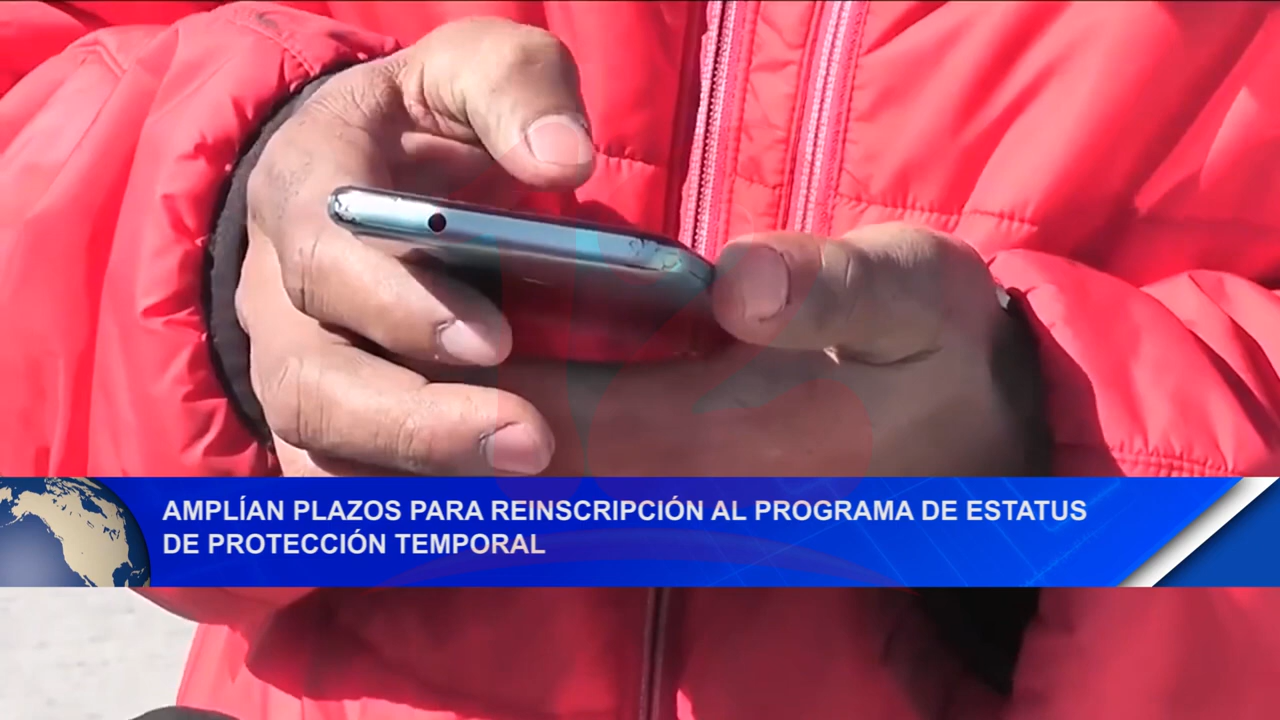 AMPLÍAN PLAZOS PARA REINSCRIPCIÓN AL PROGRAMA DE ESTATUS
DE PROTECCIÓN TEMPORAL